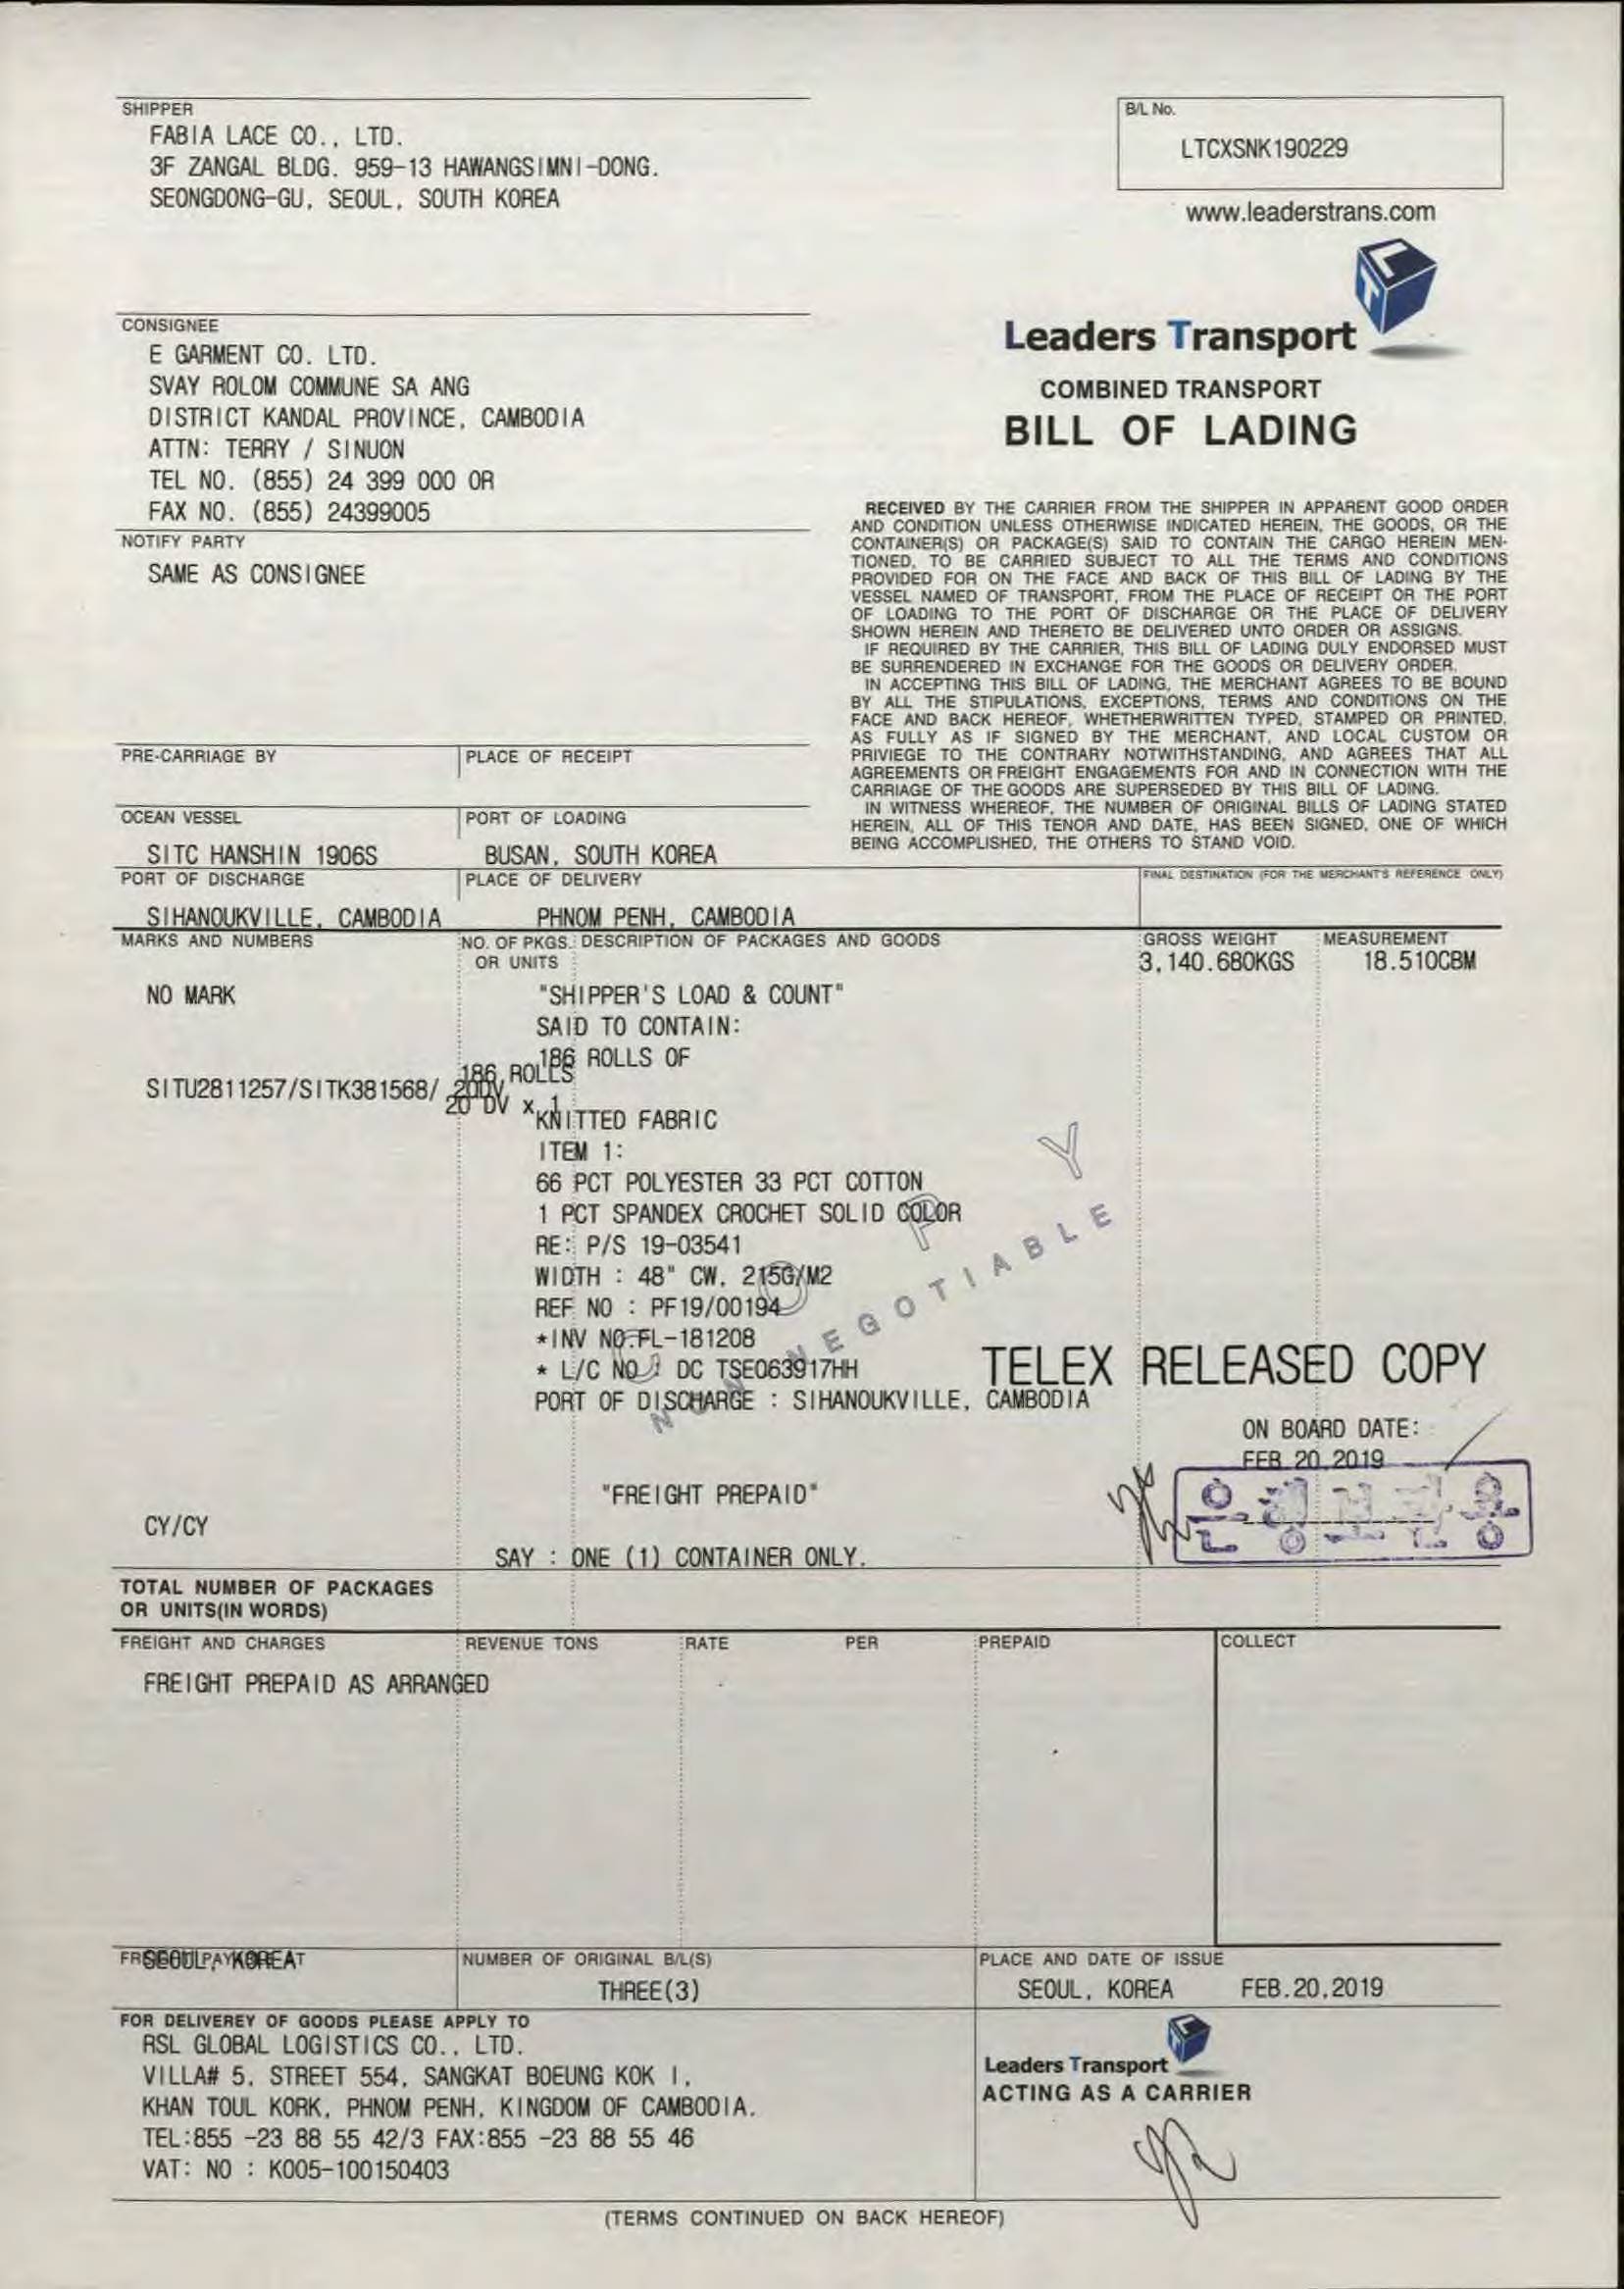 SHIPPER
FABIA LACE CO., LTD.
3F ZANGAL BLDG. 959-13 HAWANGSIMNI-DONG.
SEONGDONG-GU, SEOUL, SOUTH KOREA
B/L No.
LTCXSNK190229
www.leaderstrans.com
LT
Leaders Transport
COMBINED TRANSPORT
BILL OF LADING
CONSIGNEE
E GARMENT CO. LTD.
SVAY ROLOM COMMUNE SA ANG
DISTRICT KANDAL PROVINCE, CAMBODIA
ATTN: TERRY / SINUON
TEL NO. (855) 24 399 000 OR
FAX NO. (855) 24399005
NOTIFY PARTY
SAME AS CONSIGNEE
RECEIVED BY THE CARRIER FROM THE SHIPPER IN APPARENT GOOD ORDER
AND CONDITION UNLESS OTHERWISE INDICATED HEREIN, THE GOODS, OR THE
CONTAINER(S) OR PACKAGE(S) SAID TO CONTAIN THE CARGO HEREIN MEN-
TIONED, TO BE CARRIED SUBJECT TO ALL THE TERMS AND CONDITIONS
PROVIDED FOR ON THE FACE AND BACK OF THIS BILL OF LADING BY THE
VESSEL NAMED OF TRANSPORT, FROM THE PLACE OF RECEIPT OR THE PORT
OF LOADING TO THE PORT OF DISCHARGE OR THE PLACE OF DELIVERY
SHOWN HEREIN AND THERETO BE DELIVERED UNTO ORDER OR ASSIGNS.
IF REQUIRED BY THE CARRIER, THIS BILL OF LADING DULY ENDORSED MUST
BE SURRENDERED IN EXCHANGE FOR THE GOODS OR DELIVERY ORDER.
IN ACCEPTING THIS BILL OF LADING, THE MERCHANT AGREES TO BE BOUND
BY ALL THE STIPULATIONS, EXCEPTIONS, TERMS AND CONDITIONS ON THE
FACE AND BACK HEREOF, WHETHERWRITTEN TYPED, STAMPED OR PRINTED,
AS FULLY AS IF SIGNED BY THE MERCHANT, AND LOCAL CUSTOM OR
PRIVIEGE TO THE CONTRARY NOTWITHSTANDING, AND AGREES THAT ALL
AGREEMENTS OR FREIGHT ENGAGEMENTS FOR AND IN CONNECTION WITH THE
CARRIAGE OF THE GOODS ARE SUPERSEDED BY THIS BILL OF LADING.
IN WITNESS WHEREOF, THE NUMBER OF ORIGINAL BILLS OF LADING STATED
HEREIN, ALL OF THIS TENOR AND DATE, HAS BEEN SIGNED, ONE OF WHICH
BEING ACCOMPLISHED, THE OTHERS TO STAND VOID.
PRE-CARRIAGE BY PLACE OF RECEIPT
OCEAN VESSEL PORT OF LOADING
SITC HANSHIN 1906S BUSAN, SOUTH KOREA
PORT OF DISCHARGE PLACE OF DELIVERY FINAL DESTINATION (FOR THE MERCHANT'S REFERENCE ONLY)
SIHANOUKVILLE, CAMBODIA PHNOM PENH, CAMBODIA
MARKS AND NUMBERS NO. OF PKGS. OR UNITS DESCRIPTION OF PACKAGES AND GOODS GROSS WEIGHT MEASUREMENT
3,140.680KGS 18.510CBM
NO MARK "SHIPPER'S LOAD & COUNT"
SAID TO CONTAIN:
186 ROLLS OF
186 ROLLS
SITU2811257/SITK381568/ 20DV
20 DV x 1
KNITTED FABRIC
ITEM 1:
66 PCT POLYESTER 33 PCT COTTON
1 PCT SPANDEX CROCHET SOLID COLOR
RE: P/S 19-03541
WIDTH : 48" CW. 215G/M2
REF NO : PF19/00194
*INV NO.FL-181208
* L/C NO : DC TSE063917HH
PORT OF DISCHARGE : SIHANOUKVILLE, CAMBODIA
COPY
NON NEGOTIABLE
TELEX RELEASED COPY
ON BOARD DATE:
FEB.20.2019
은행보관용
"FREIGHT PREPAID"
CY/CY
SAY : ONE (1) CONTAINER ONLY.
TOTAL NUMBER OF PACKAGES
OR UNITS(IN WORDS)
FREIGHT AND CHARGES REVENUE TONS RATE PER PREPAID COLLECT
FREIGHT PREPAID AS ARRANGED
SEOUL, KOREA
NUMBER OF ORIGINAL B/L(S)
THREE(3)
PLACE AND DATE OF ISSUE
SEOUL, KOREA FEB.20,2019
FOR DELIVEREY OF GOODS PLEASE APPLY TO
RSL GLOBAL LOGISTICS CO., LTD.
VILLA# 5, STREET 554, SANGKAT BOEUNG KOK I,
KHAN TOUL KORK, PHNOM PENH, KINGDOM OF CAMBODIA.
TEL:855 -23 88 55 42/3 FAX:855 -23 88 55 46
VAT: NO : K005-100150403
LT
Leaders Transport
ACTING AS A CARRIER
(TERMS CONTINUED ON BACK HEREOF)